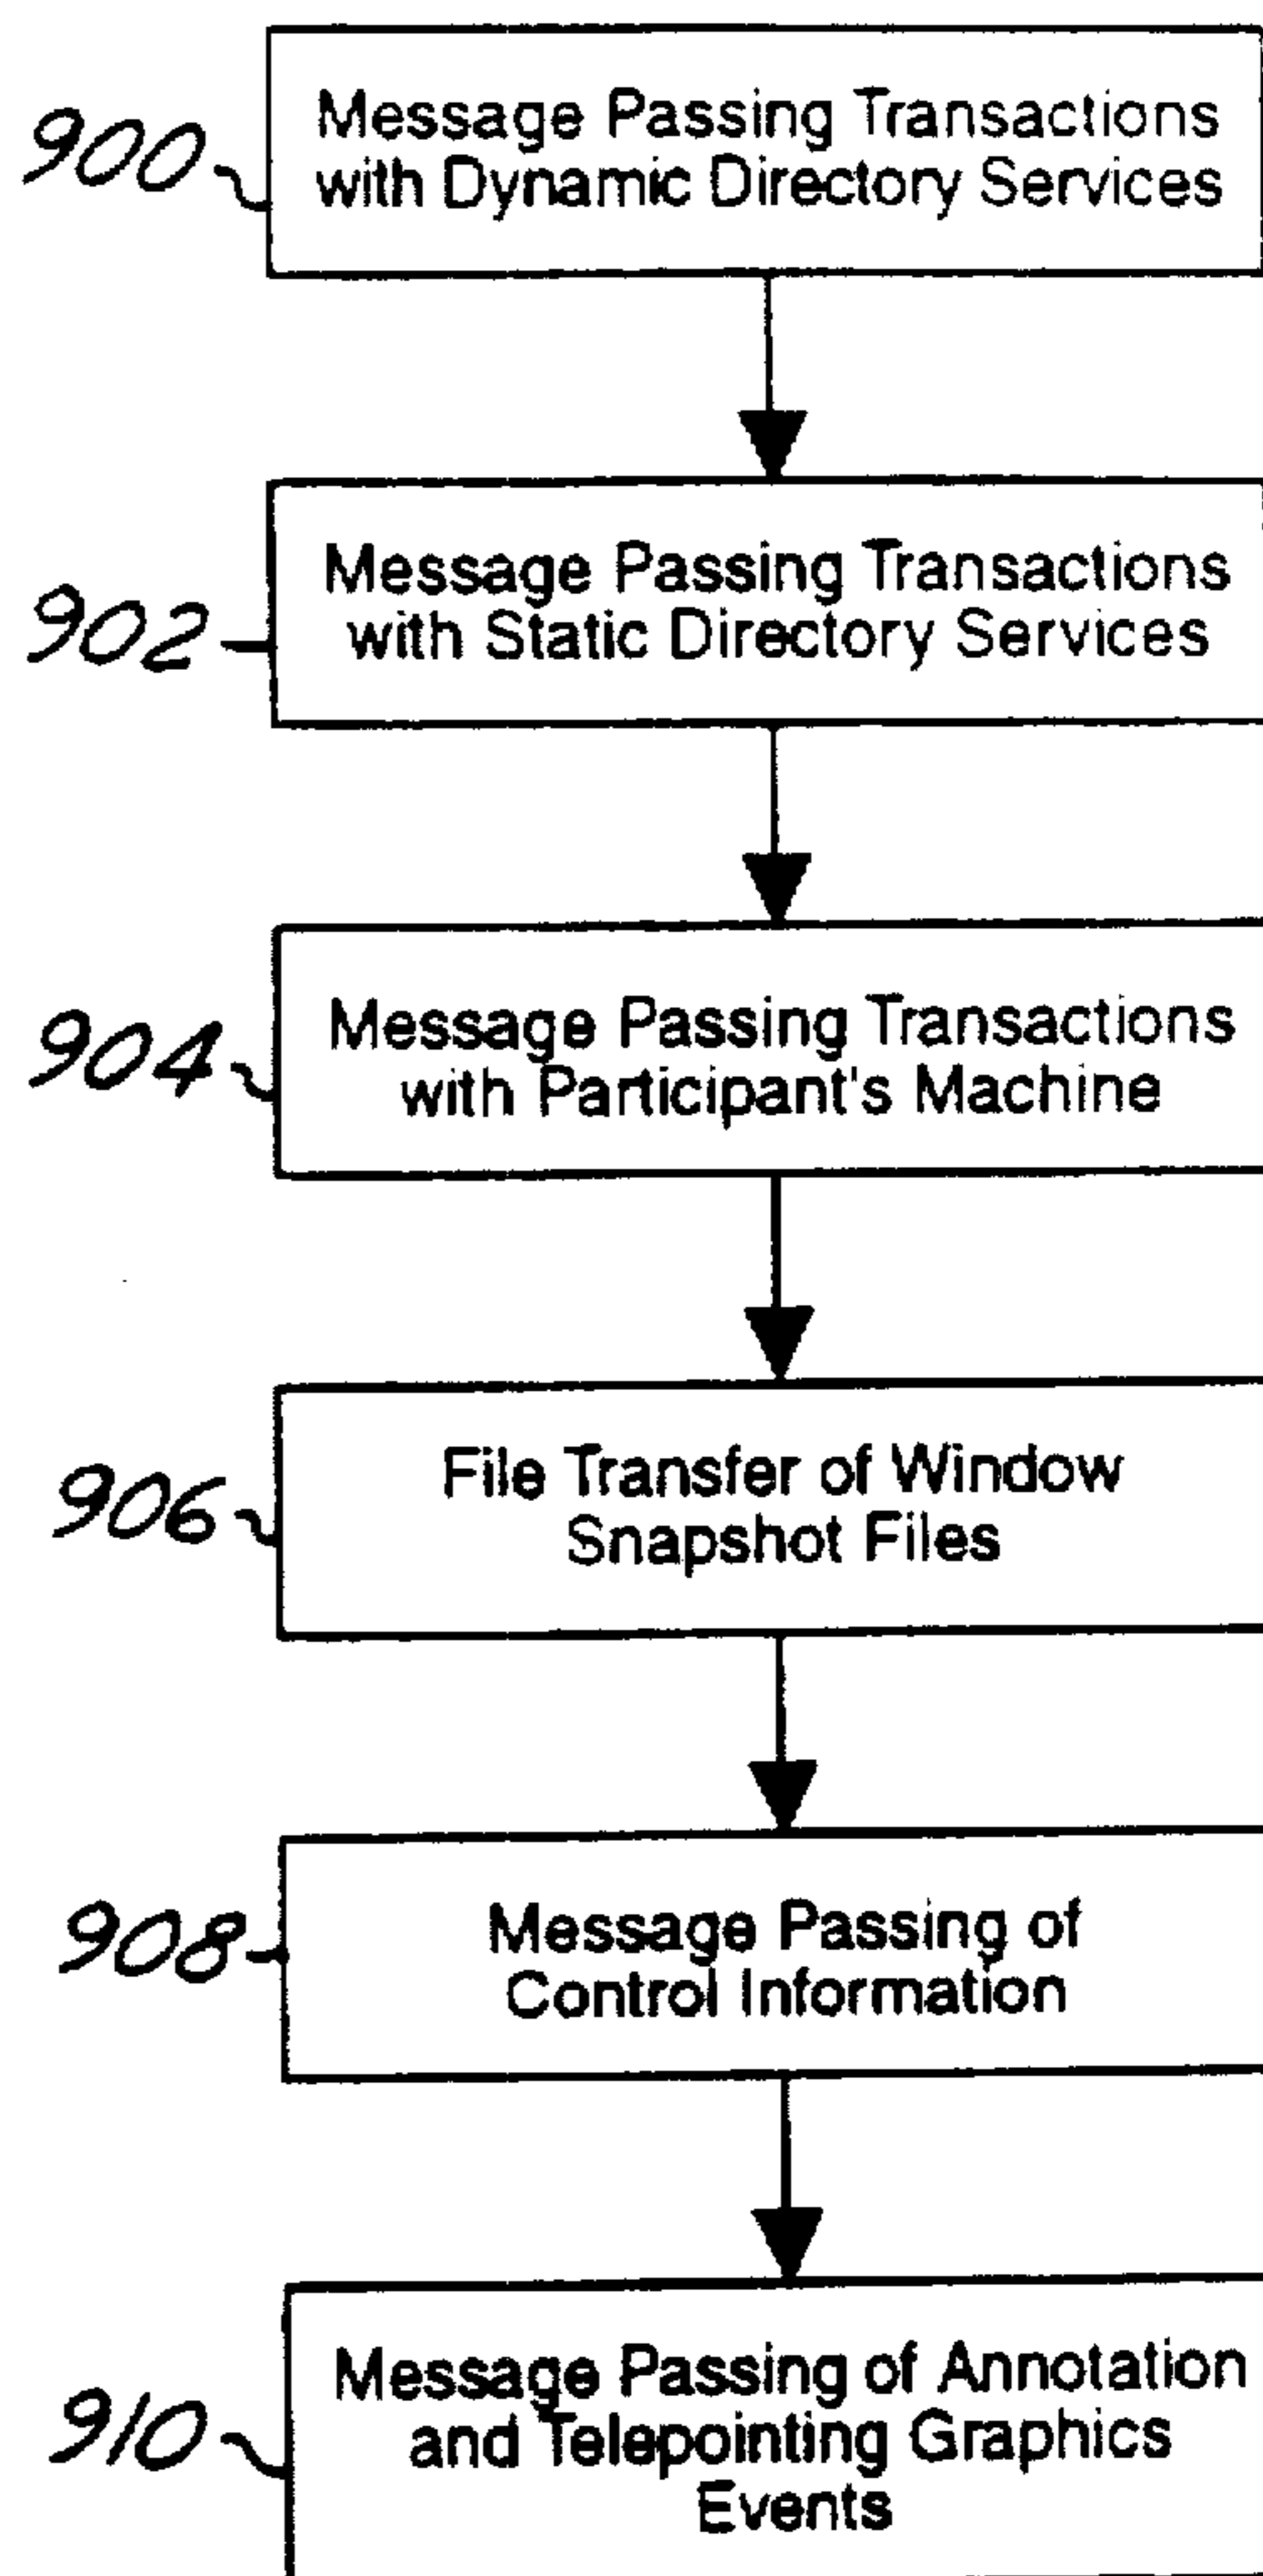 900
Message Passing Transactions
with Dynamic Directory Services
902
Message Passing Transactions
with Static Directory Services
904
Message Passing Transactions
with Participant's Machine
906
File Transfer of Window
Snapshot Files
908
Message Passing of
Control Information
910
Message Passing of Annotation
and Telepointing Graphics
Events